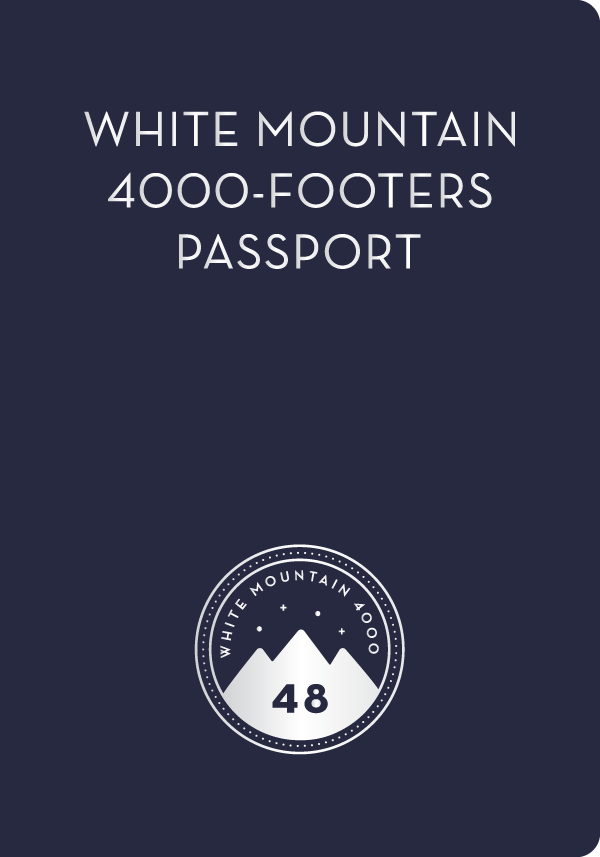 WHITE MOUNTAIN
4000-FOOTERS
PASSPORT
WHITE MOUNTAIN 4000
48